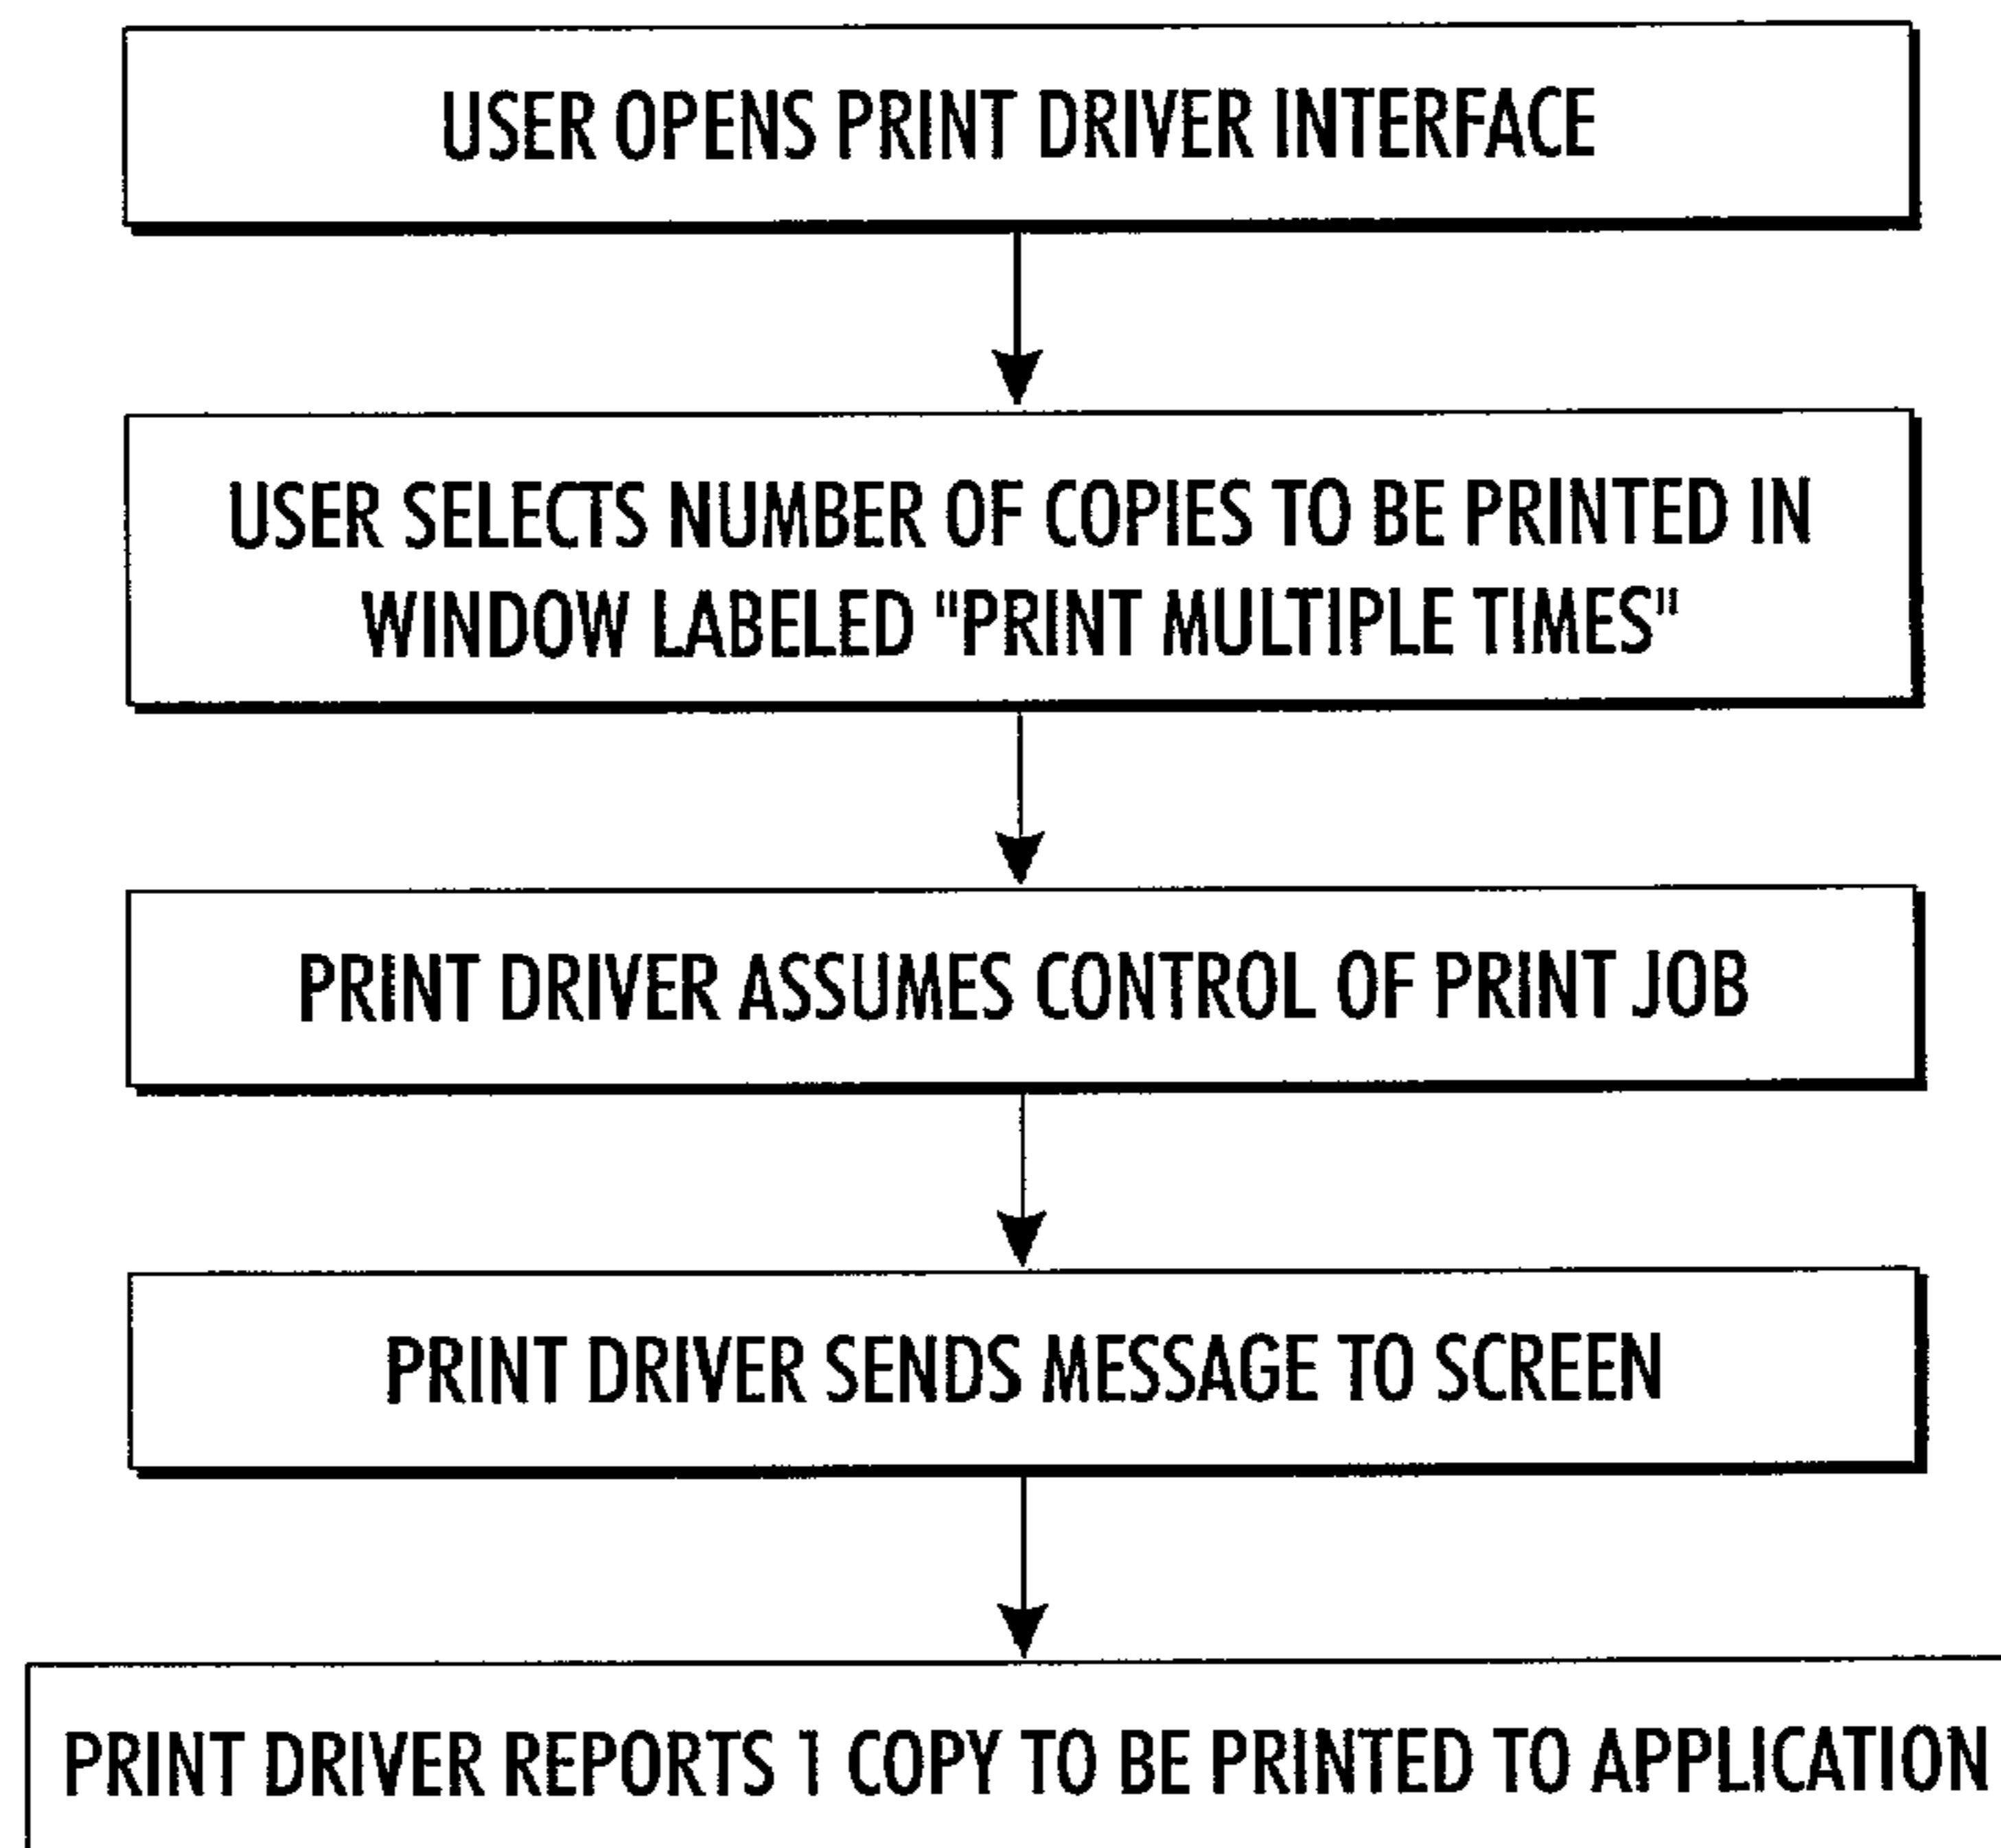 USER OPENS PRINT DRIVER INTERFACE
USER SELECTS NUMBER OF COPIES TO BE PRINTED IN
WINDOW LABELED "PRINT MULTIPLE TIMES"
PRINT DRIVER ASSUMES CONTROL OF PRINT JOB
PRINT DRIVER SENDS MESSAGE TO SCREEN
PRINT DRIVER REPORTS 1 COPY TO BE PRINTED TO APPLICATION